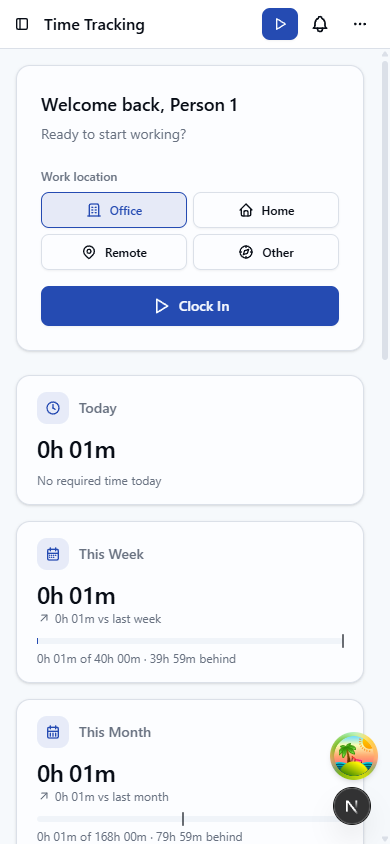 Time Tracking
Welcome back, Person 1
Ready to start working?
Work location
Office
Home
Remote
Other
Clock In
Today
0h 01m
No required time today
This Week
0h 01m
0h 01m vs last week
0h 01m of 40h 00m · 39h 59m behind
This Month
0h 01m
0h 01m vs last month
0h 01m of 168h 00m · 79h 59m behind
N